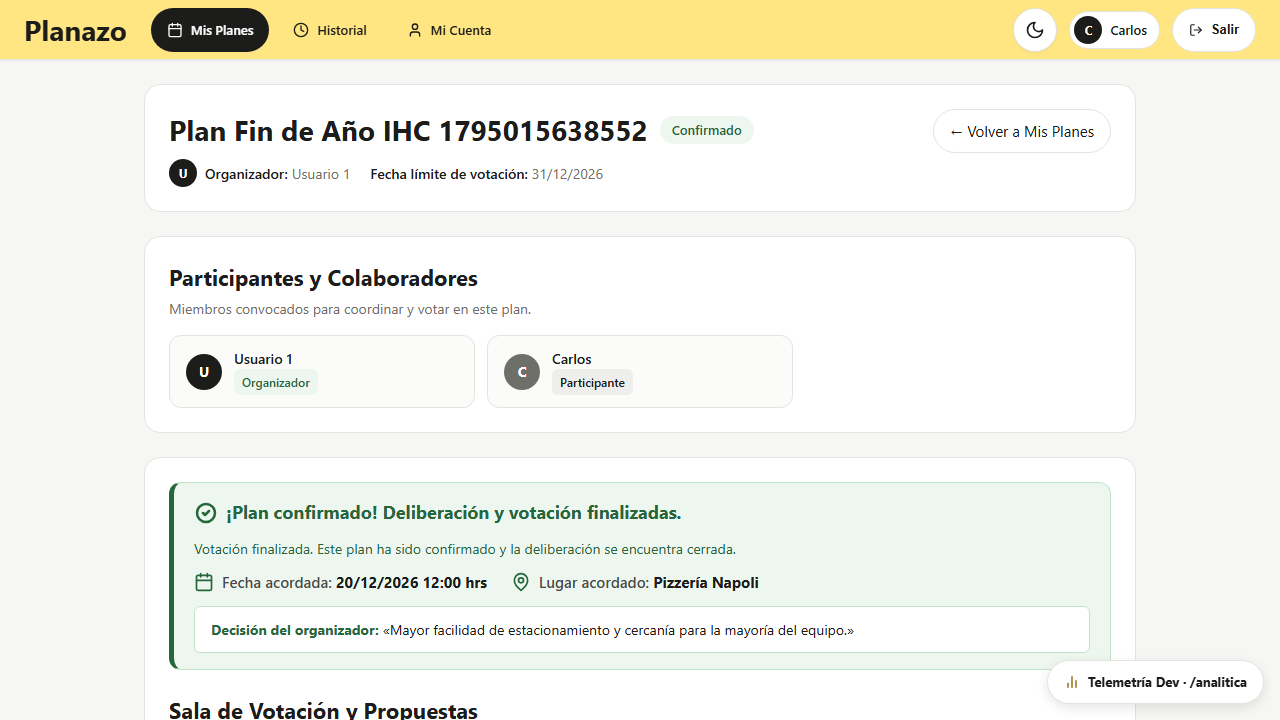 Planazo
Mis Planes
Historial
Mi Cuenta
C
Carlos
Salir
Plan Fin de Año IHC 1795015638552
Confirmado
← Volver a Mis Planes
U
Organizador: Usuario 1
Fecha límite de votación: 31/12/2026
Participantes y Colaboradores
Miembros convocados para coordinar y votar en este plan.
U
Usuario 1
Organizador
C
Carlos
Participante
¡Plan confirmado! Deliberación y votación finalizadas.
Votación finalizada. Este plan ha sido confirmado y la deliberación se encuentra cerrada.
Fecha acordada: 20/12/2026 12:00 hrs
Lugar acordado: Pizzería Napoli
Decisión del organizador: «Mayor facilidad de estacionamiento y cercanía para la mayoría del equipo.»
Telemetría Dev · /analitica
Sala de Votación y Propuestas